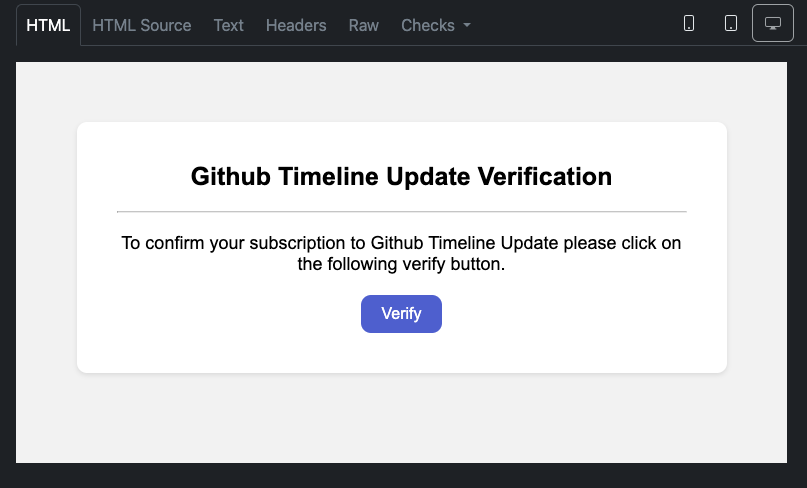 HTML HTML Source Text Headers Raw Checks
Github Timeline Update Verification
To confirm your subscription to Github Timeline Update please click on
the following verify button.
Verify